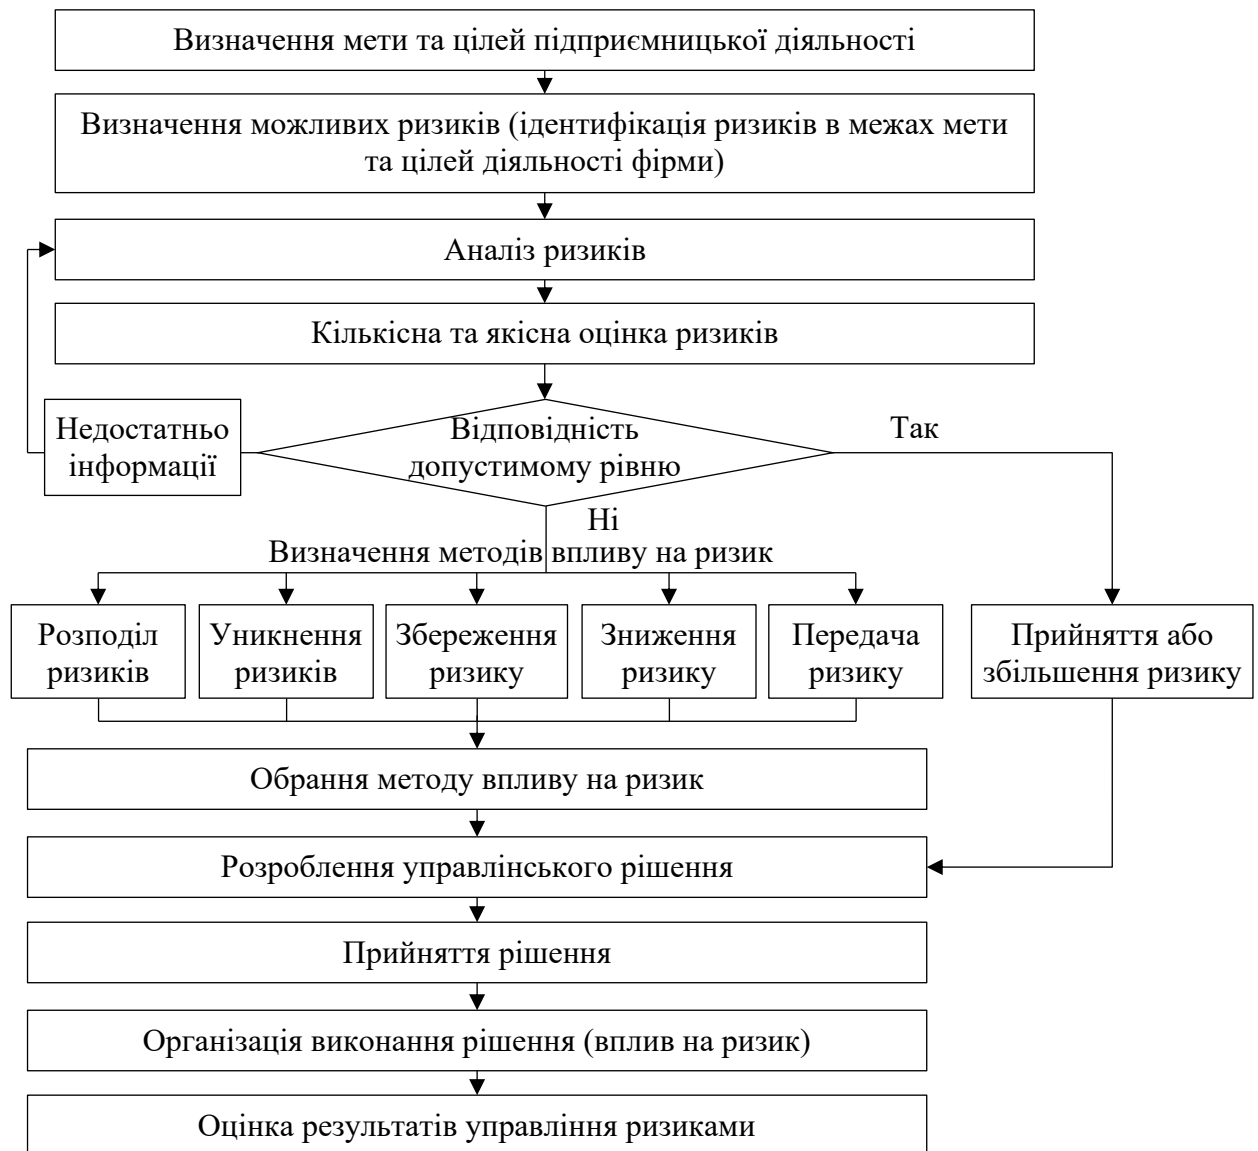 Визначення мети та цілей підприємницької діяльності
Визначення можливих ризиків (ідентифікація ризиків в межах мети
та цілей діяльності фірми)
Аналіз ризиків
Кількісна та якісна оцінка ризиків
Недостатньо
інформації
Відповідність
допустимому рівню
Так
Ні
Визначення методів впливу на ризик
Розподіл
ризиків
Уникнення
ризиків
Збереження
ризику
Зниження
ризику
Передача
ризику
Прийняття або
збільшення ризику
Обрання методу впливу на ризик
Розроблення управлінського рішення
Прийняття рішення
Організація виконання рішення (вплив на ризик)
Оцінка результатів управління ризиками